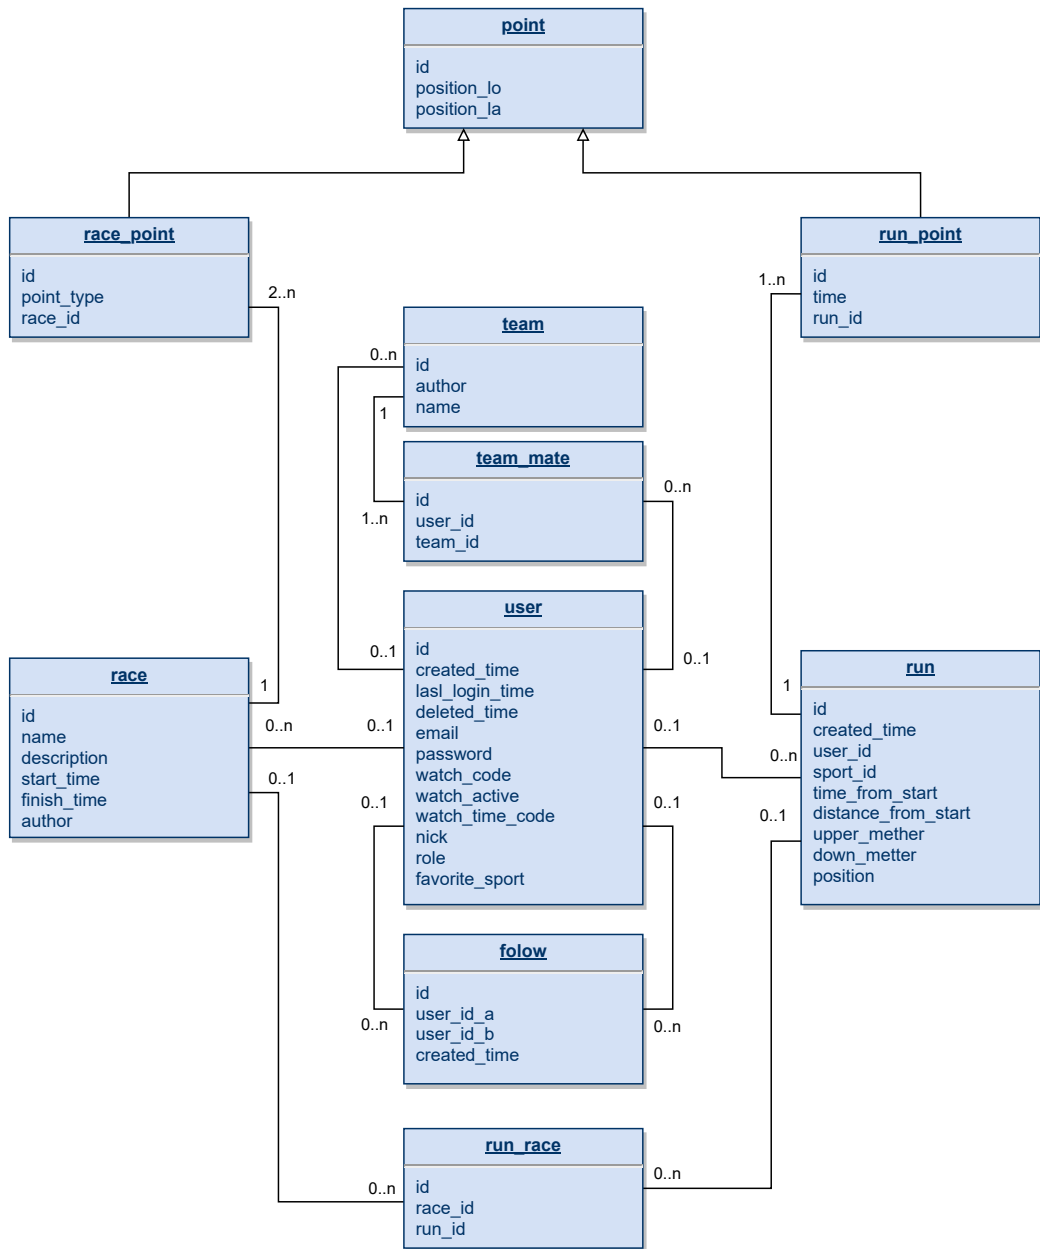 point
id
position_lo
position_la
race_point
id
point_type
race_id
run_point
id
time
run_id
2..n
1..n
team
id
author
name
0..n
1
team_mate
id
user_id
team_id
1..n
0..n
user
id
created_time
lasl_login_time
deleted_time
email
password
watch_code
watch_active
watch_time_code
nick
role
favorite_sport
0..1
0..1
race
id
name
description
start_time
finish_time
author
1
0..n
0..1
0..1
0..1
run
id
created_time
user_id
sport_id
time_from_start
distance_from_start
upper_mether
down_metter
position
1
0..1
0..n
0..1
0..1
folow
id
user_id_a
user_id_b
created_time
0..n
0..n
run_race
id
race_id
run_id
0..n
0..n